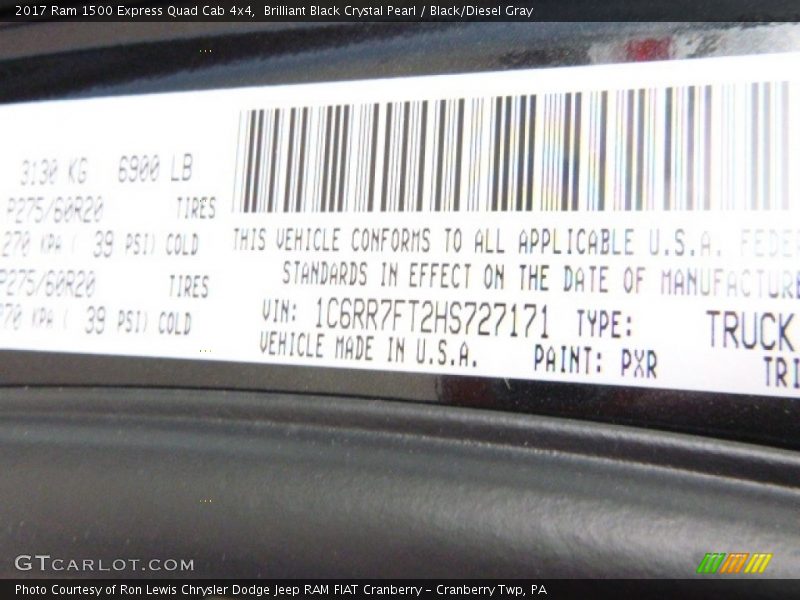 2017 Ram 1500 Express Quad Cab 4x4, Brilliant Black Crystal Pearl / Black/Diesel Gray
3130 KG 6900 LB
P275/60R20 TIRES
270 KPA ( 39 PSI) COLD
P275/60R20 TIRES
270 KPA ( 39 PSI) COLD
THIS VEHICLE CONFORMS TO ALL APPLICABLE U.S.A. FEDE
STANDARDS IN EFFECT ON THE DATE OF MANUFACTURE
VIN: 1C6RR7FT2HS727171 TYPE: TRUCK
VEHICLE MADE IN U.S.A. PAINT: PXR TRI
GTCARLOT.COM
Photo Courtesy of Ron Lewis Chrysler Dodge Jeep RAM FIAT Cranberry – Cranberry Twp, PA